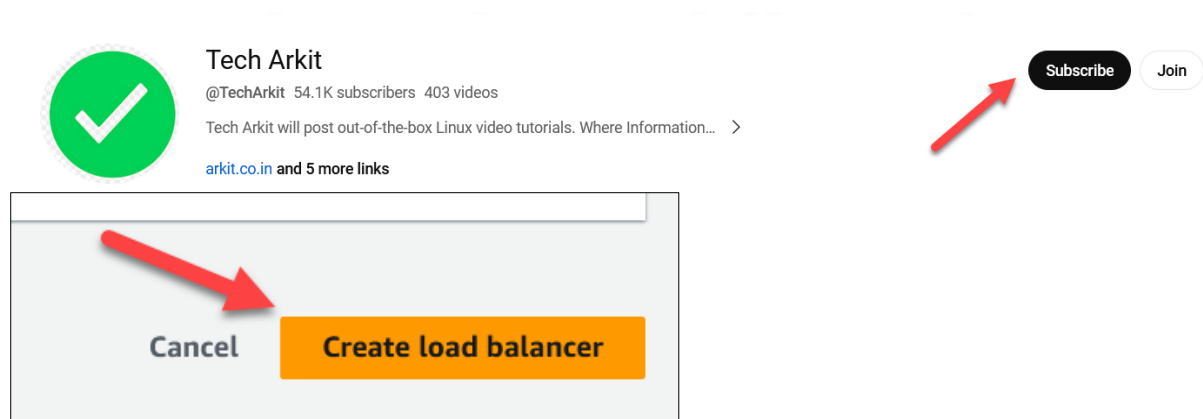 Tech Arkit
@TechArkit 54.1K subscribers 403 videos
Subscribe Join
Tech Arkit will post out-of-the-box Linux video tutorials. Where Information...
arkit.co.in and 5 more links
Cancel Create load balancer